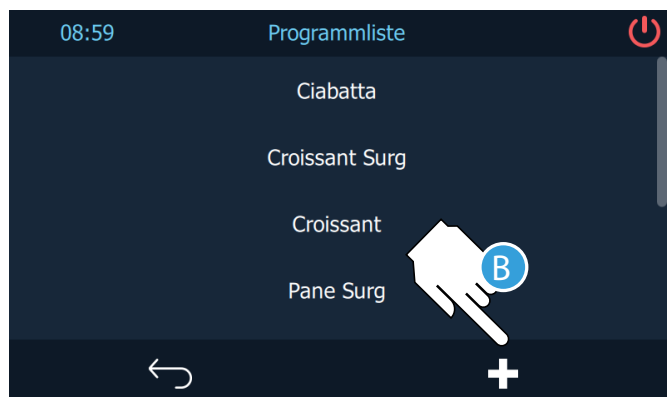 08:59 Programmliste
Ciabatta
Croissant Surg
Croissant
B
Pane Surg